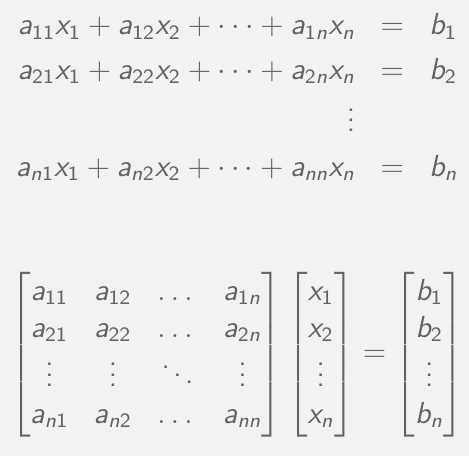 a₁₁x₁ + a₁₂x₂ + ⋯ + a₁ₙxₙ = b₁
a₂₁x₁ + a₂₂x₂ + ⋯ + a₂ₙxₙ = b₂
⋮
aₙ₁x₁ + aₙ₂x₂ + ⋯ + aₙₙxₙ = bₙ
[a₁₁ a₁₂ … a₁ₙ] [x₁] [b₁]
[a₂₁ a₂₂ … a₂ₙ] [x₂] [b₂]
[⋮ ⋮ ⋱ ⋮] [⋮] = [⋮]
[aₙ₁ aₙ₂ … aₙₙ] [xₙ] [bₙ]